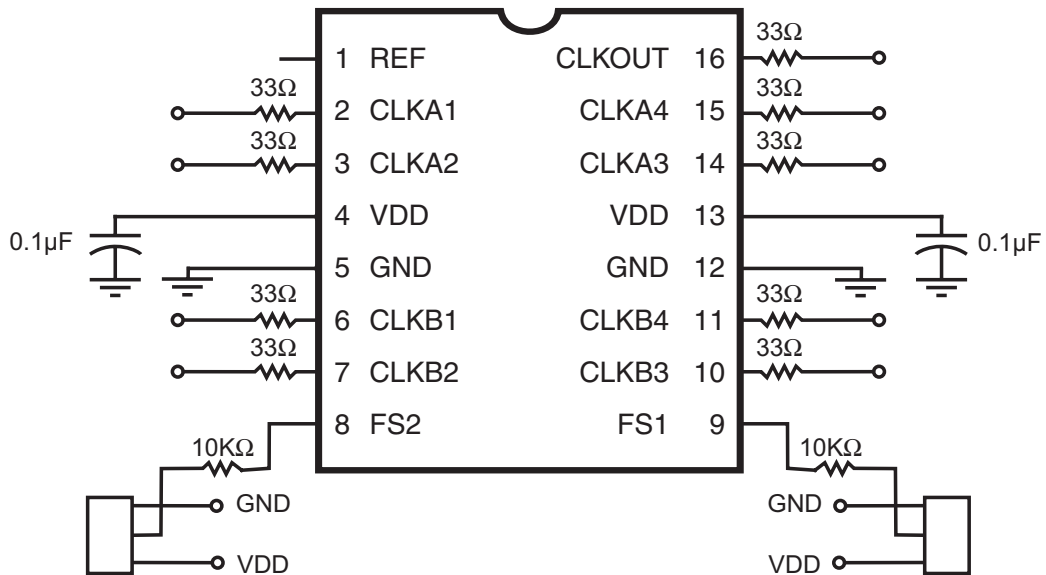 33Ω
1 REF CLKOUT 16
33Ω 33Ω
2 CLKA1 CLKA4 15
33Ω 33Ω
3 CLKA2 CLKA3 14
4 VDD VDD 13
0.1µF 0.1µF
5 GND GND 12
33Ω 33Ω
6 CLKB1 CLKB4 11
33Ω 33Ω
7 CLKB2 CLKB3 10
8 FS2 FS1 9
10KΩ 10KΩ
GND GND
VDD VDD